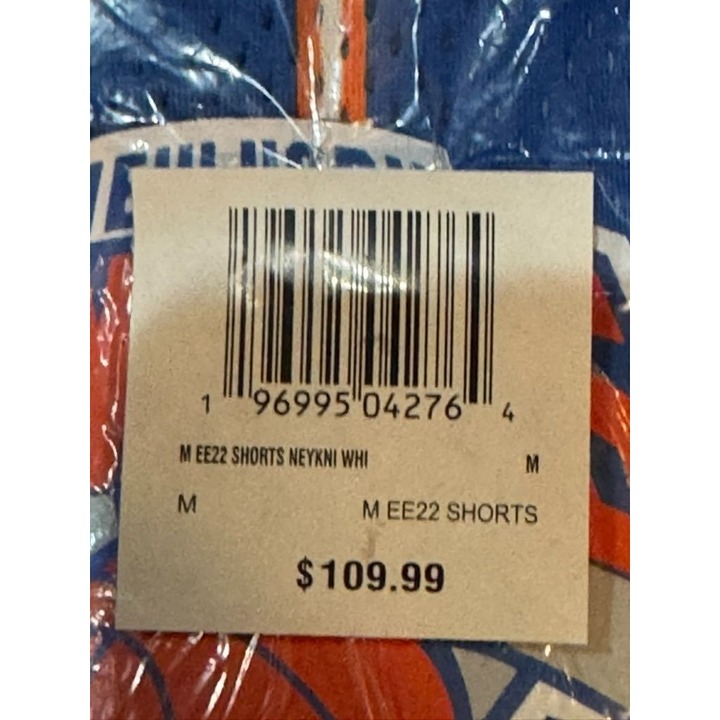 1 96995 04276 4
M EE22 SHORTS NEYKNI WHI M
M M EE22 SHORTS
$109.99